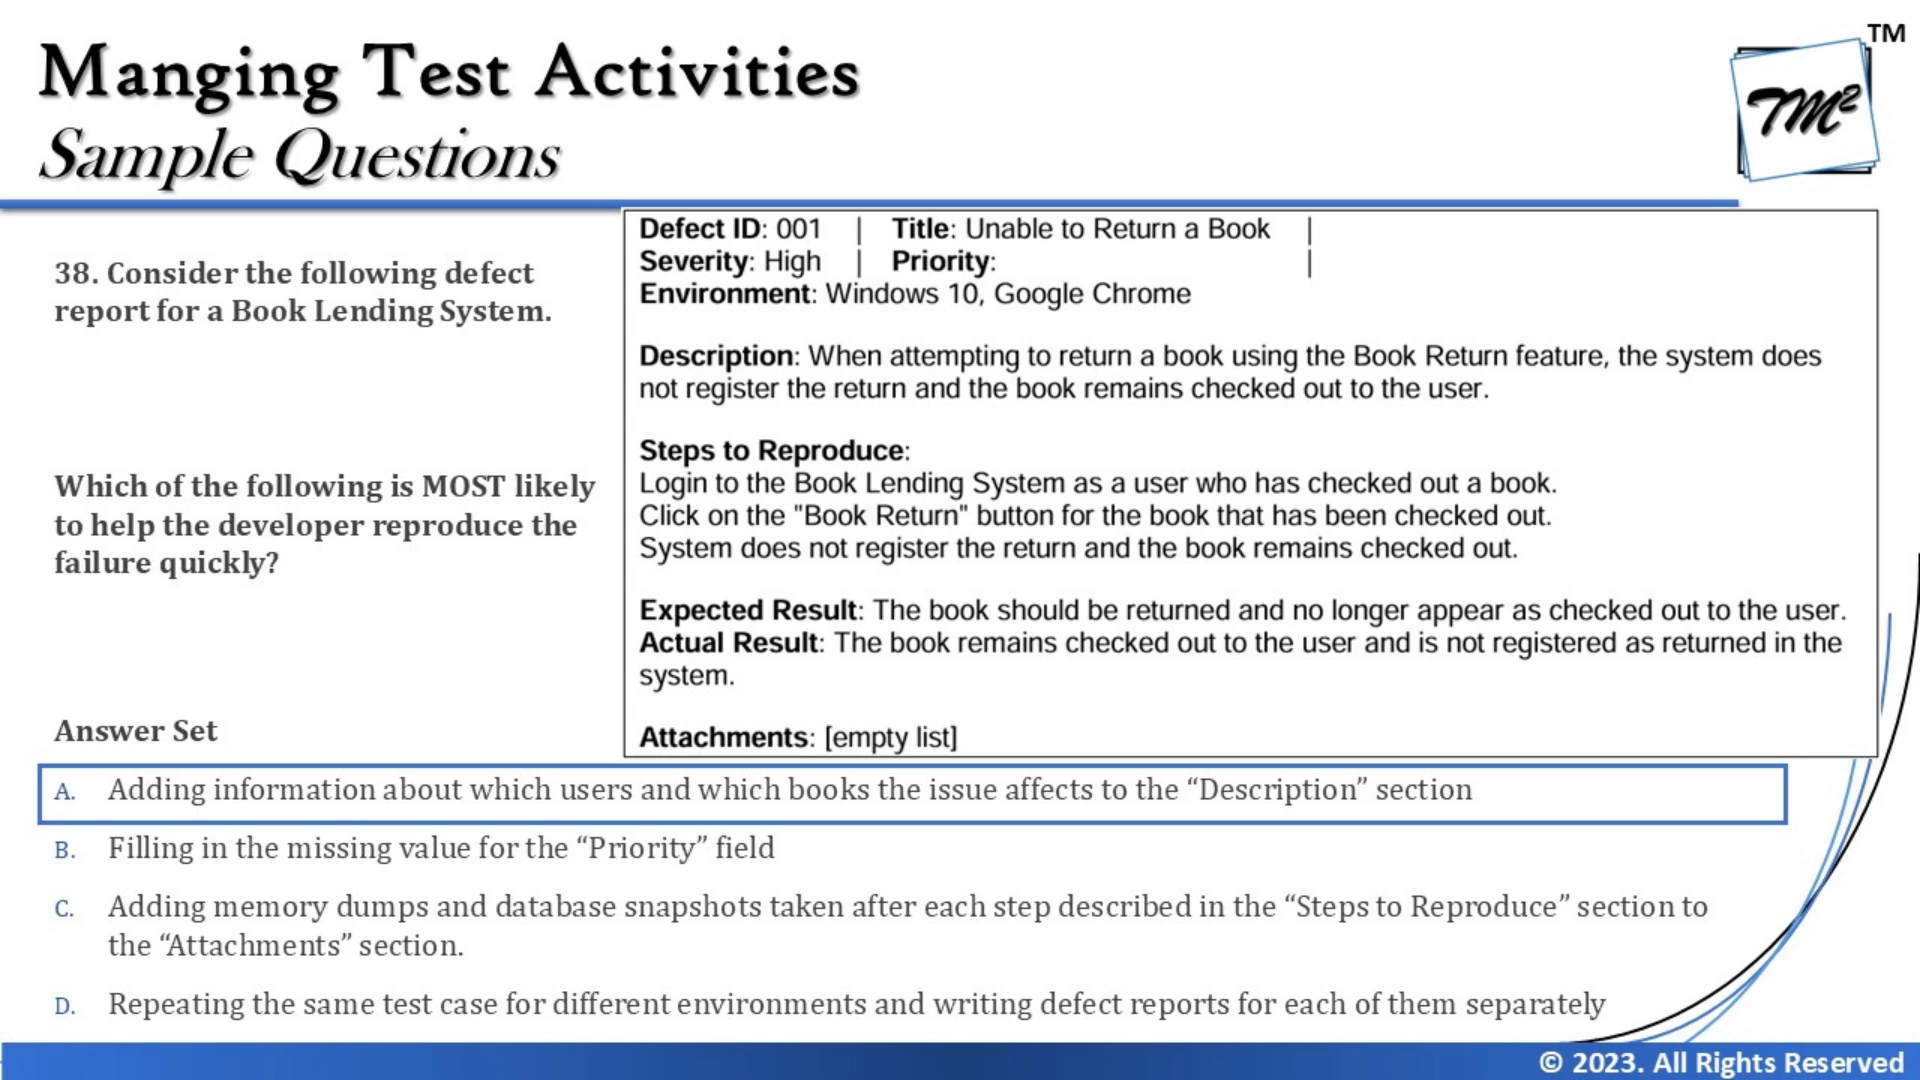 Manging Test Activities
Sample Questions
TM
TM²
38. Consider the following defect
report for a Book Lending System.
Which of the following is MOST likely
to help the developer reproduce the
failure quickly?
Defect ID: 001 | Title: Unable to Return a Book |
Severity: High | Priority: |
Environment: Windows 10, Google Chrome
Description: When attempting to return a book using the Book Return feature, the system does
not register the return and the book remains checked out to the user.
Steps to Reproduce:
Login to the Book Lending System as a user who has checked out a book.
Click on the "Book Return" button for the book that has been checked out.
System does not register the return and the book remains checked out.
Expected Result: The book should be returned and no longer appear as checked out to the user.
Actual Result: The book remains checked out to the user and is not registered as returned in the
system.
Attachments: [empty list]
Answer Set
A. Adding information about which users and which books the issue affects to the “Description” section
B. Filling in the missing value for the “Priority” field
C. Adding memory dumps and database snapshots taken after each step described in the “Steps to Reproduce” section to
the “Attachments” section.
D. Repeating the same test case for different environments and writing defect reports for each of them separately
© 2023. All Rights Reserved